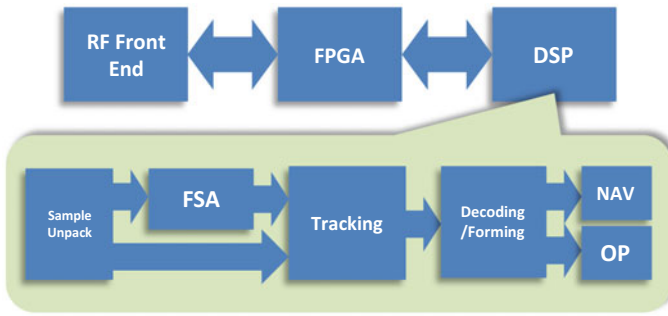 RF Front
End
FPGA
DSP
Sample
Unpack
FSA
Tracking
Decoding
/Forming
NAV
OP